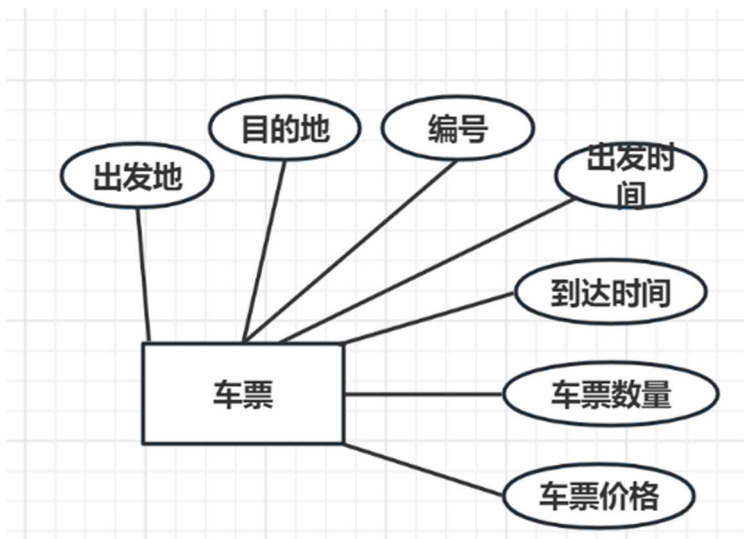 目的地
编号
出发地
出发时
间
到达时间
车票
车票数量
车票价格